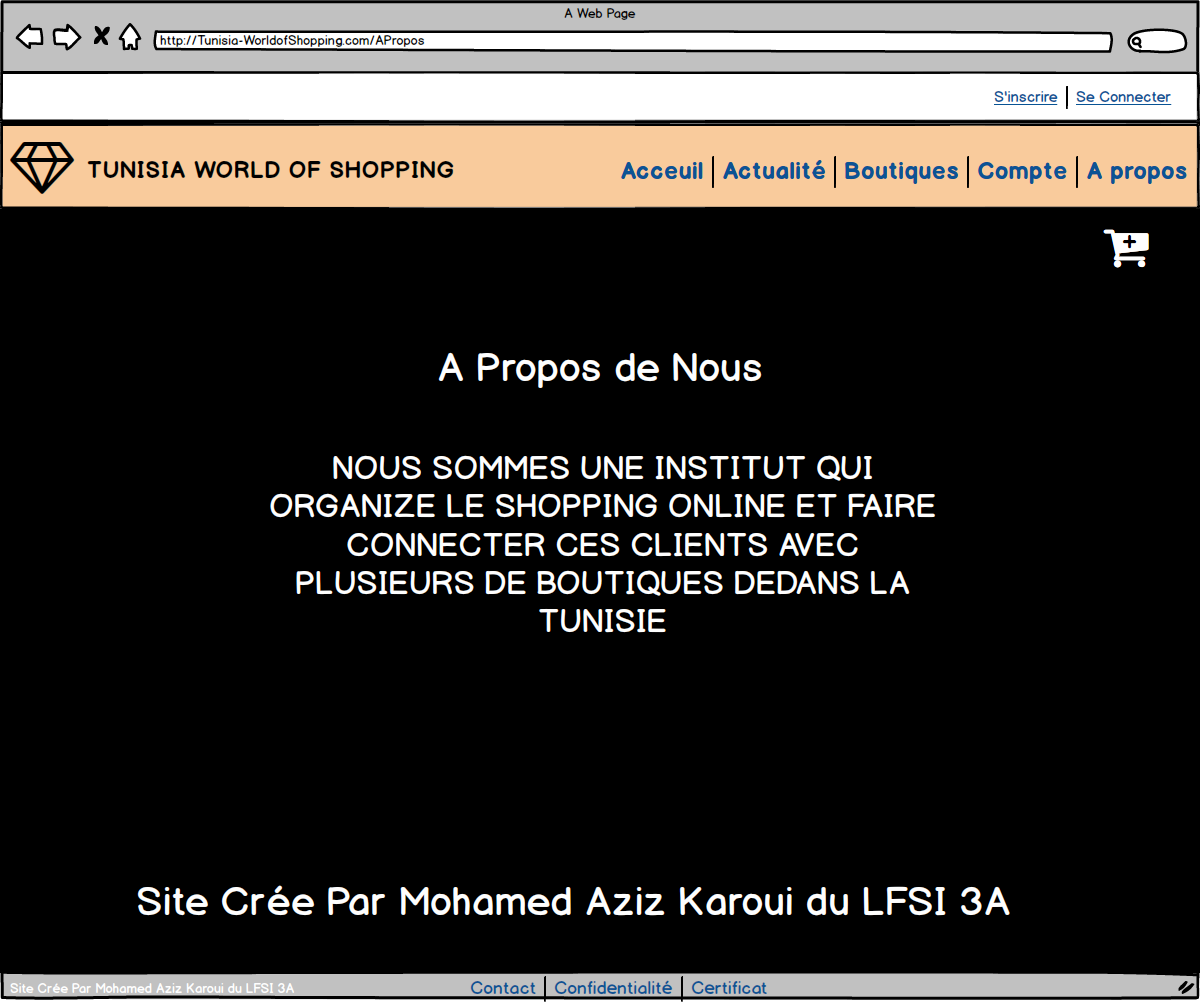 A Web Page
http://Tunisia-WorldofShopping.com/APropos
S'inscrire Se Connecter
TUNISIA WORLD OF SHOPPING
Acceuil Actualité Boutiques Compte A propos
A Propos de Nous
NOUS SOMMES UNE INSTITUT QUI
ORGANIZE LE SHOPPING ONLINE ET FAIRE
CONNECTER CES CLIENTS AVEC
PLUSIEURS DE BOUTIQUES DEDANS LA
TUNISIE
Site Crée Par Mohamed Aziz Karoui du LFSI 3A
Site Crée Par Mohamed Aziz Karoui du LFSI 3A
Contact Confidentialité Certificat